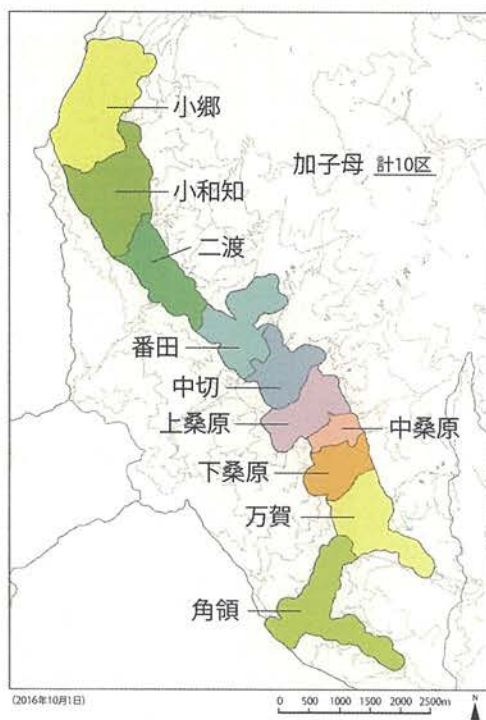 小郷
加子母 計10区
小和知
二渡
番田
中切
上桑原
中桑原
下桑原
万賀
角領
(2016年10月1日)
0 500 1000 1500 2000 2500m
N